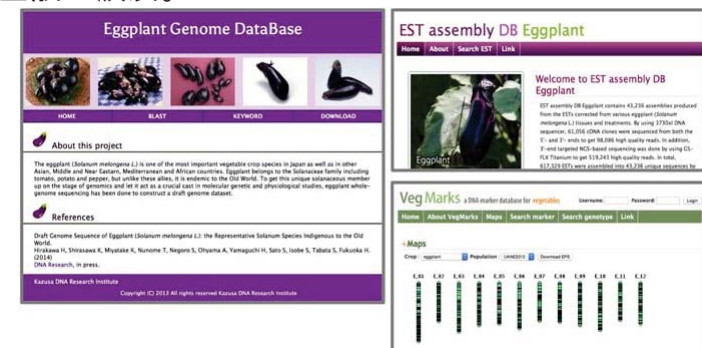 Eggplant Genome DataBase
HOME BLAST KEYWORD DOWNLOAD
About this project
The eggplant (Solanum melongena L.) is one of the most important vegetable crop species in Japan as well as in other
Asian, Middle and Near Eastern, Mediterranean and African countries. Eggplant belongs to the Solanaceae family including
tomato, potato and pepper, but unlike these allies, it is endemic to the Old World. To get this unique solanaceous member
up on the stage of genomics and let it act as a crucial cast in molecular genetic and physiological studies, eggplant whole-
genome sequencing has been done to construct a draft genome dataset.
References
Draft Genome Sequence of Eggplant (Solanum melongena L.): the Representative Solanum Species Indigenous to the Old
World.
Hirakawa H, Shirasawa K, Miyatake K, Nunome T, Negoro S, Ohyama A, Yamaguchi H, Sato S, Isobe S, Tabata S, Fukuoka H.
(2014)
DNA Research, in press.
Kazusa DNA Research Institute
Copyright (C) 2013 All rights reserved Kazusa DNA Research Institute
EST assembly DB Eggplant
Home About Search EST Link
Eggplant
Welcome to EST assembly DB
Eggplant
EST assembly DB Eggplant contains 43,236 assemblies produced
from the ESTs corrected from various eggplant (Solanum
melongena L.) tissues and treatments. By using 3730xl DNA
sequencer, 61,056 cDNA clones were sequenced from both the
5'- and 3'- ends to get 98,086 high quality reads. In addition,
3'-end targeted NGS-based sequencing was done by using GS-
FLX Titanium to get 519,243 high quality reads. In total,
617,329 ESTs were assembled into 43,236 unique sequences by
VegMarks a DNA marker database for vegetables Username: Password: Login
Home About VegMarks Maps Search marker Search genotype Link
Maps
Crop : eggplant Population : LWAE2012 Download EPS
E_01 E_02 E_03 E_04 E_05 E_06 E_07 E_08 E_09 E_10 E_11 E_12